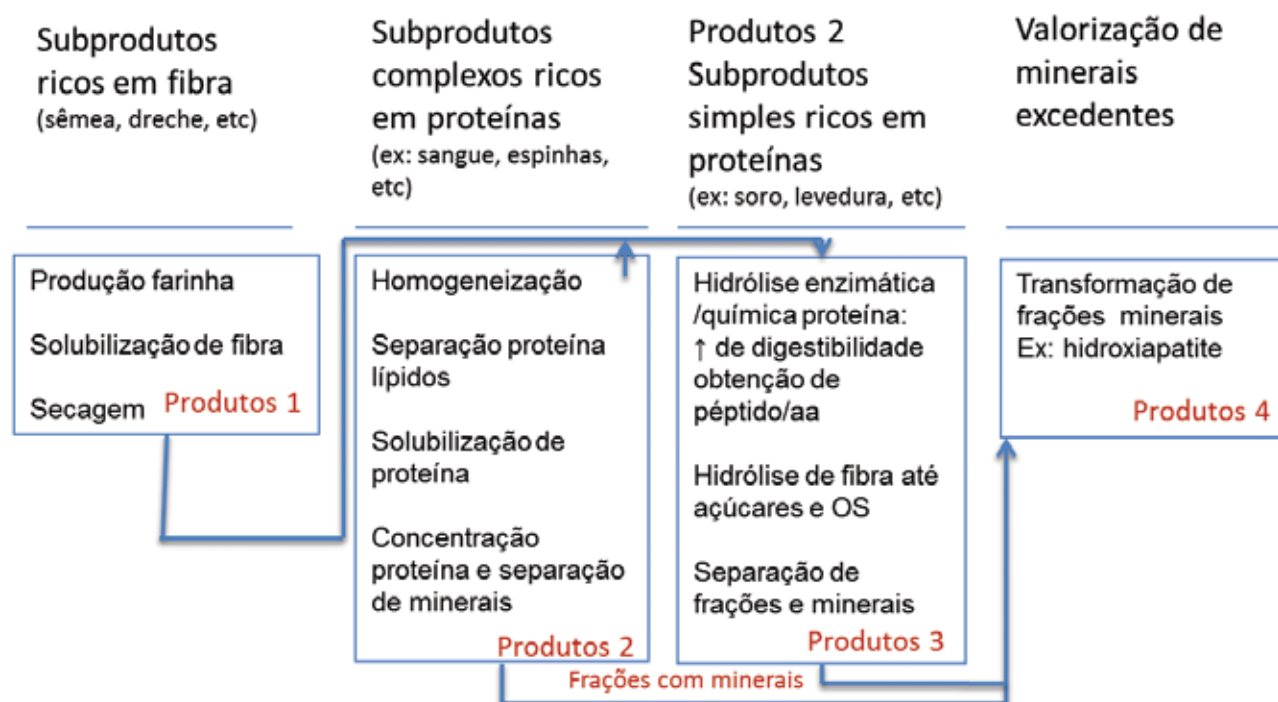 Subprodutos
ricos em fibra
(sêmea, dreche, etc)
Subprodutos
complexos ricos
em proteínas
(ex: sangue, espinhas,
etc)
Produtos 2
Subprodutos
simples ricos em
proteínas
(ex: soro, levedura, etc)
Valorização de
minerais
excedentes
Produção farinha
Solubilização de fibra
Secagem
Produtos 1
Homogeneização
Separação proteína
lípidos
Solubilização de
proteína
Concentração
proteína e separação
de minerais
Produtos 2
Hidrólise enzimática
/química proteína:
↑ de digestibilidade
obtenção de
péptido/aa
Hidrólise de fibra até
açúcares e OS
Separação de
frações e minerais
Produtos 3
Transformação de
frações minerais
Ex: hidroxiapatite
Produtos 4
Frações com minerais